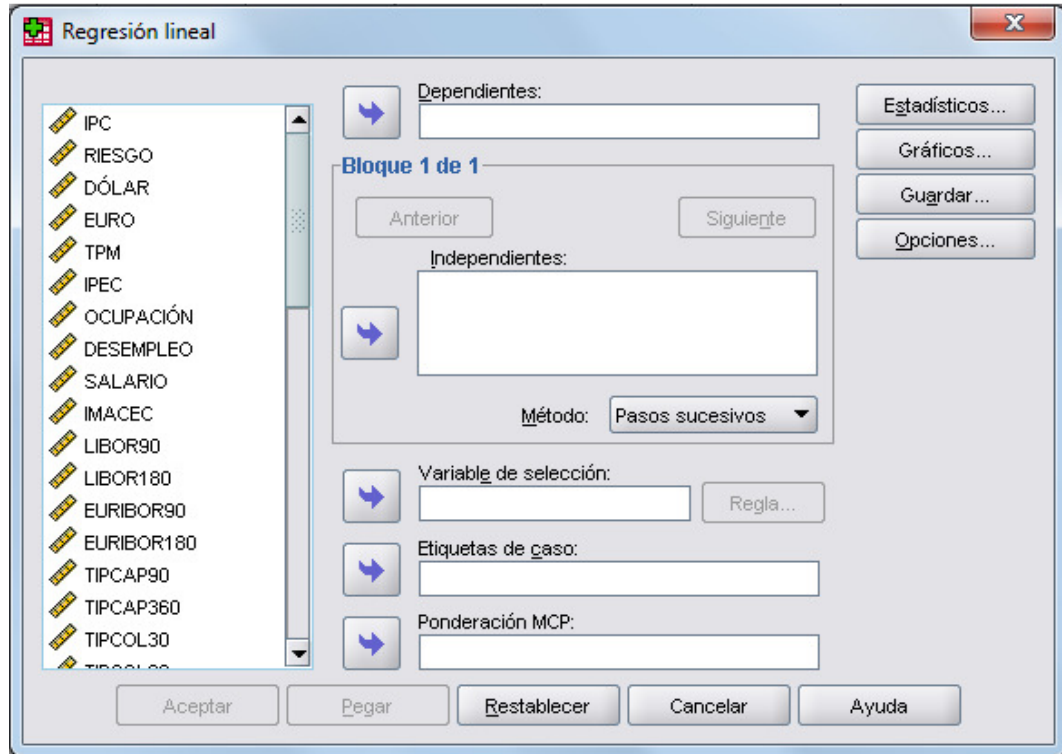 Regresión lineal
IPC
RIESGO
DÓLAR
EURO
TPM
IPEC
OCUPACIÓN
DESEMPLEO
SALARIO
IMACEC
LIBOR90
LIBOR180
EURIBOR90
EURIBOR180
TIPCAP90
TIPCAP360
TIPCOL30
Dependientes:
Bloque 1 de 1
Anterior
Siguiente
Independientes:
Método: Pasos sucesivos
Variable de selección:
Regla...
Etiquetas de caso:
Ponderación MCP:
Estadísticos...
Gráficos...
Guardar...
Opciones...
Aceptar
Pegar
Restablecer
Cancelar
Ayuda